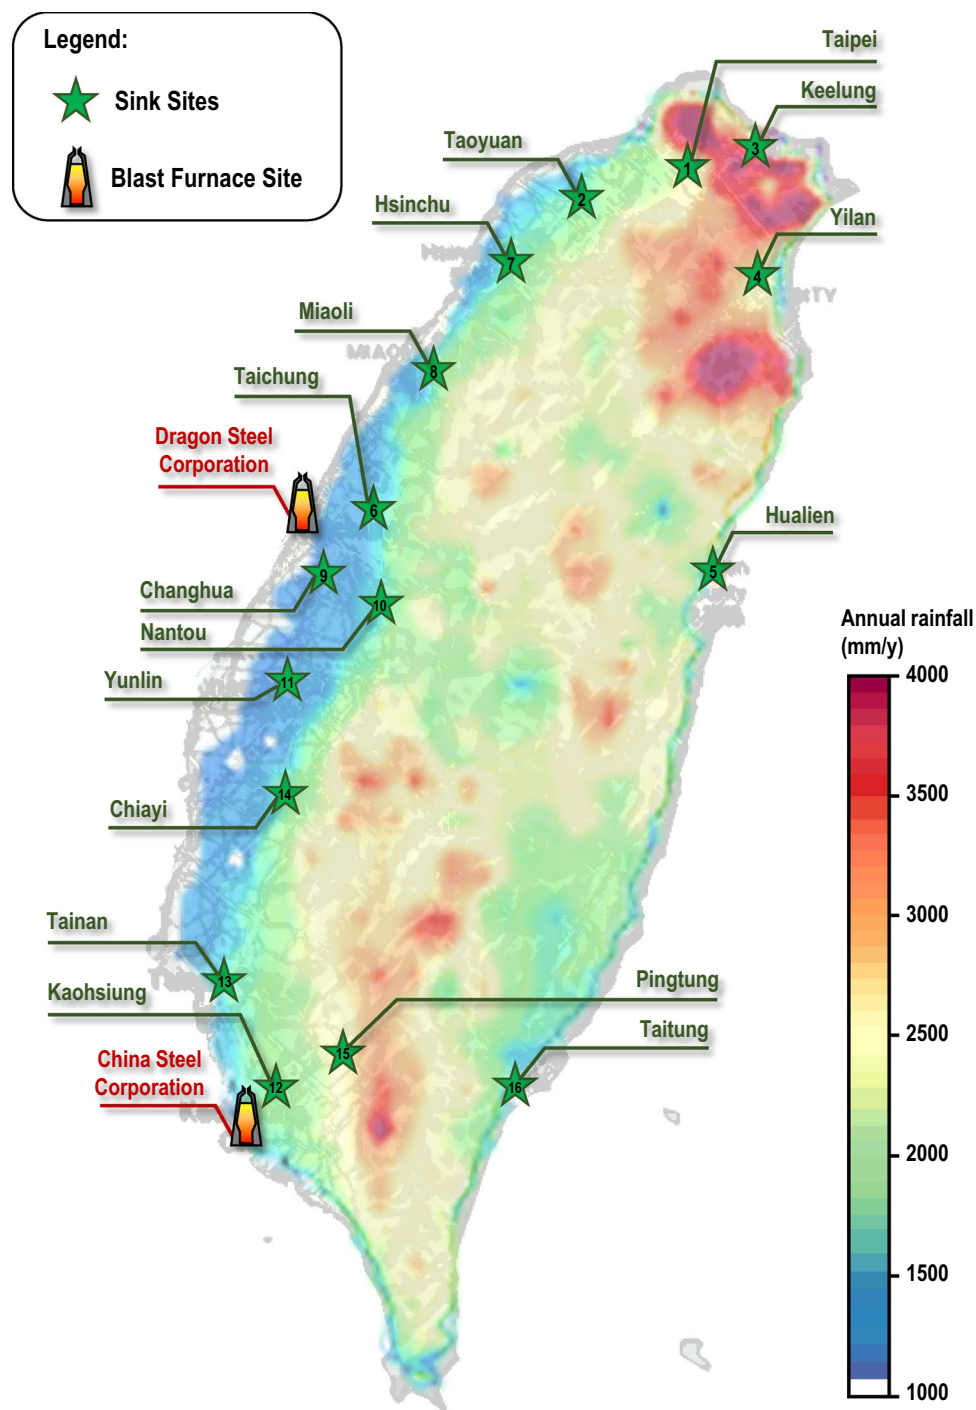 Legend:
Sink Sites
Blast Furnace Site
Taipei
Keelung
Taoyuan
Hsinchu
Yilan
Miaoli
Taichung
Dragon Steel
Corporation
Hualien
Changhua
Nantou
Yunlin
Chiayi
Tainan
Kaohsiung
Pingtung
Taitung
China Steel
Corporation
1
2
3
4
5
6
7
8
9
10
11
12
13
14
15
16
MIAO
TY
Annual rainfall
(mm/y)
4000
3500
3000
2500
2000
1500
1000